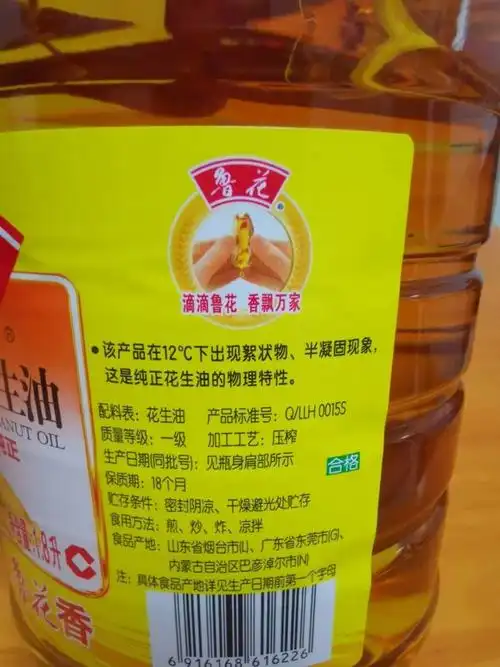 鲁花
滴滴鲁花 香飘万家
•该产品在12℃下出现絮状物、半凝固现象，
这是纯正花生油的物理特性。
生油
ANUT OIL
纯正
配料表：花生油 产品标准号：Q/LLH 0015S
质量等级：一级 加工工艺：压榨
生产日期(同批号)：见瓶身肩部所示
合格
保质期：18个月
贮存条件：密封阴凉、干燥避光处贮存
食用方法：煎、炒、炸、凉拌
食品产地：山东省烟台市(L)、广东省东莞市(G)、
内蒙古自治区巴彦淖尔市(N)
注：具体食品产地详见生产日期前第一个字母
1.8升
C
花香
6 916168 616226